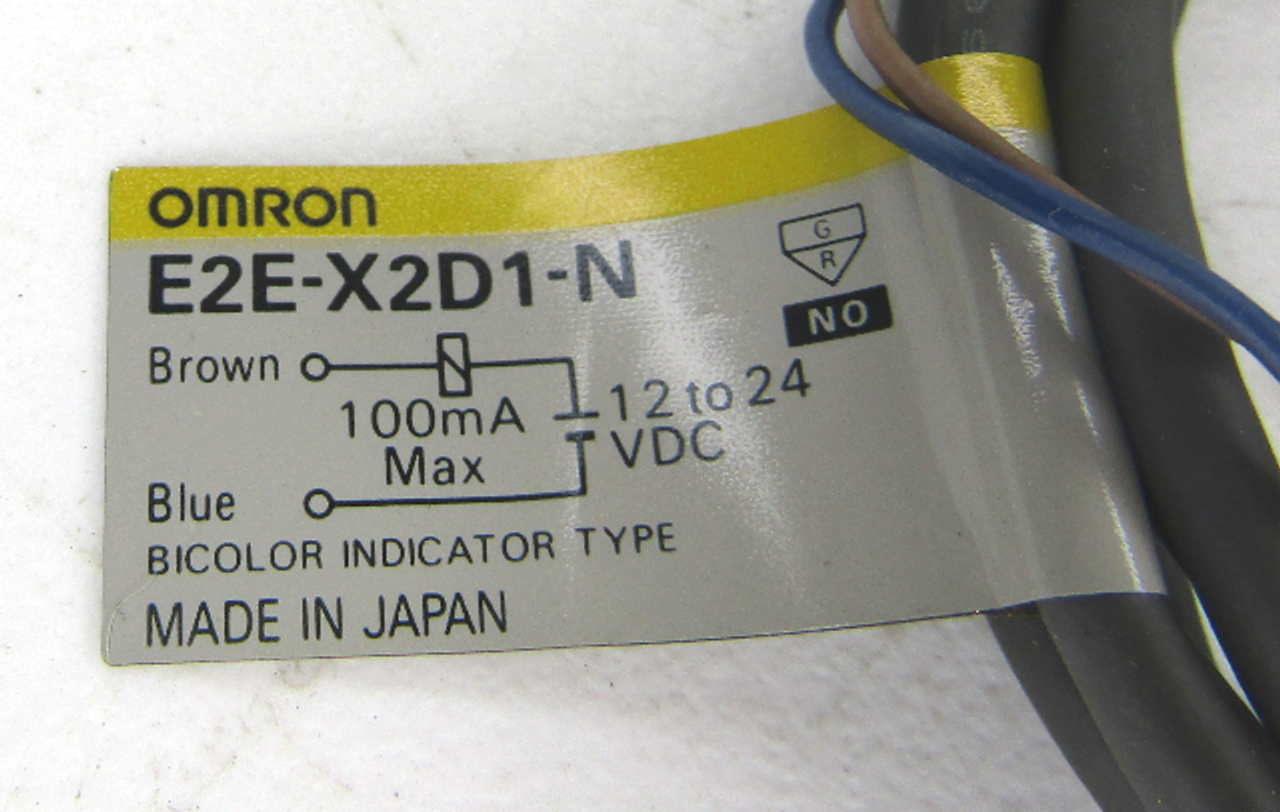 OMRON
E2E-X2D1-N
G
R
NO
Brown
100mA
Max
12 to 24
VDC
Blue
BICOLOR INDICATOR TYPE
MADE IN JAPAN